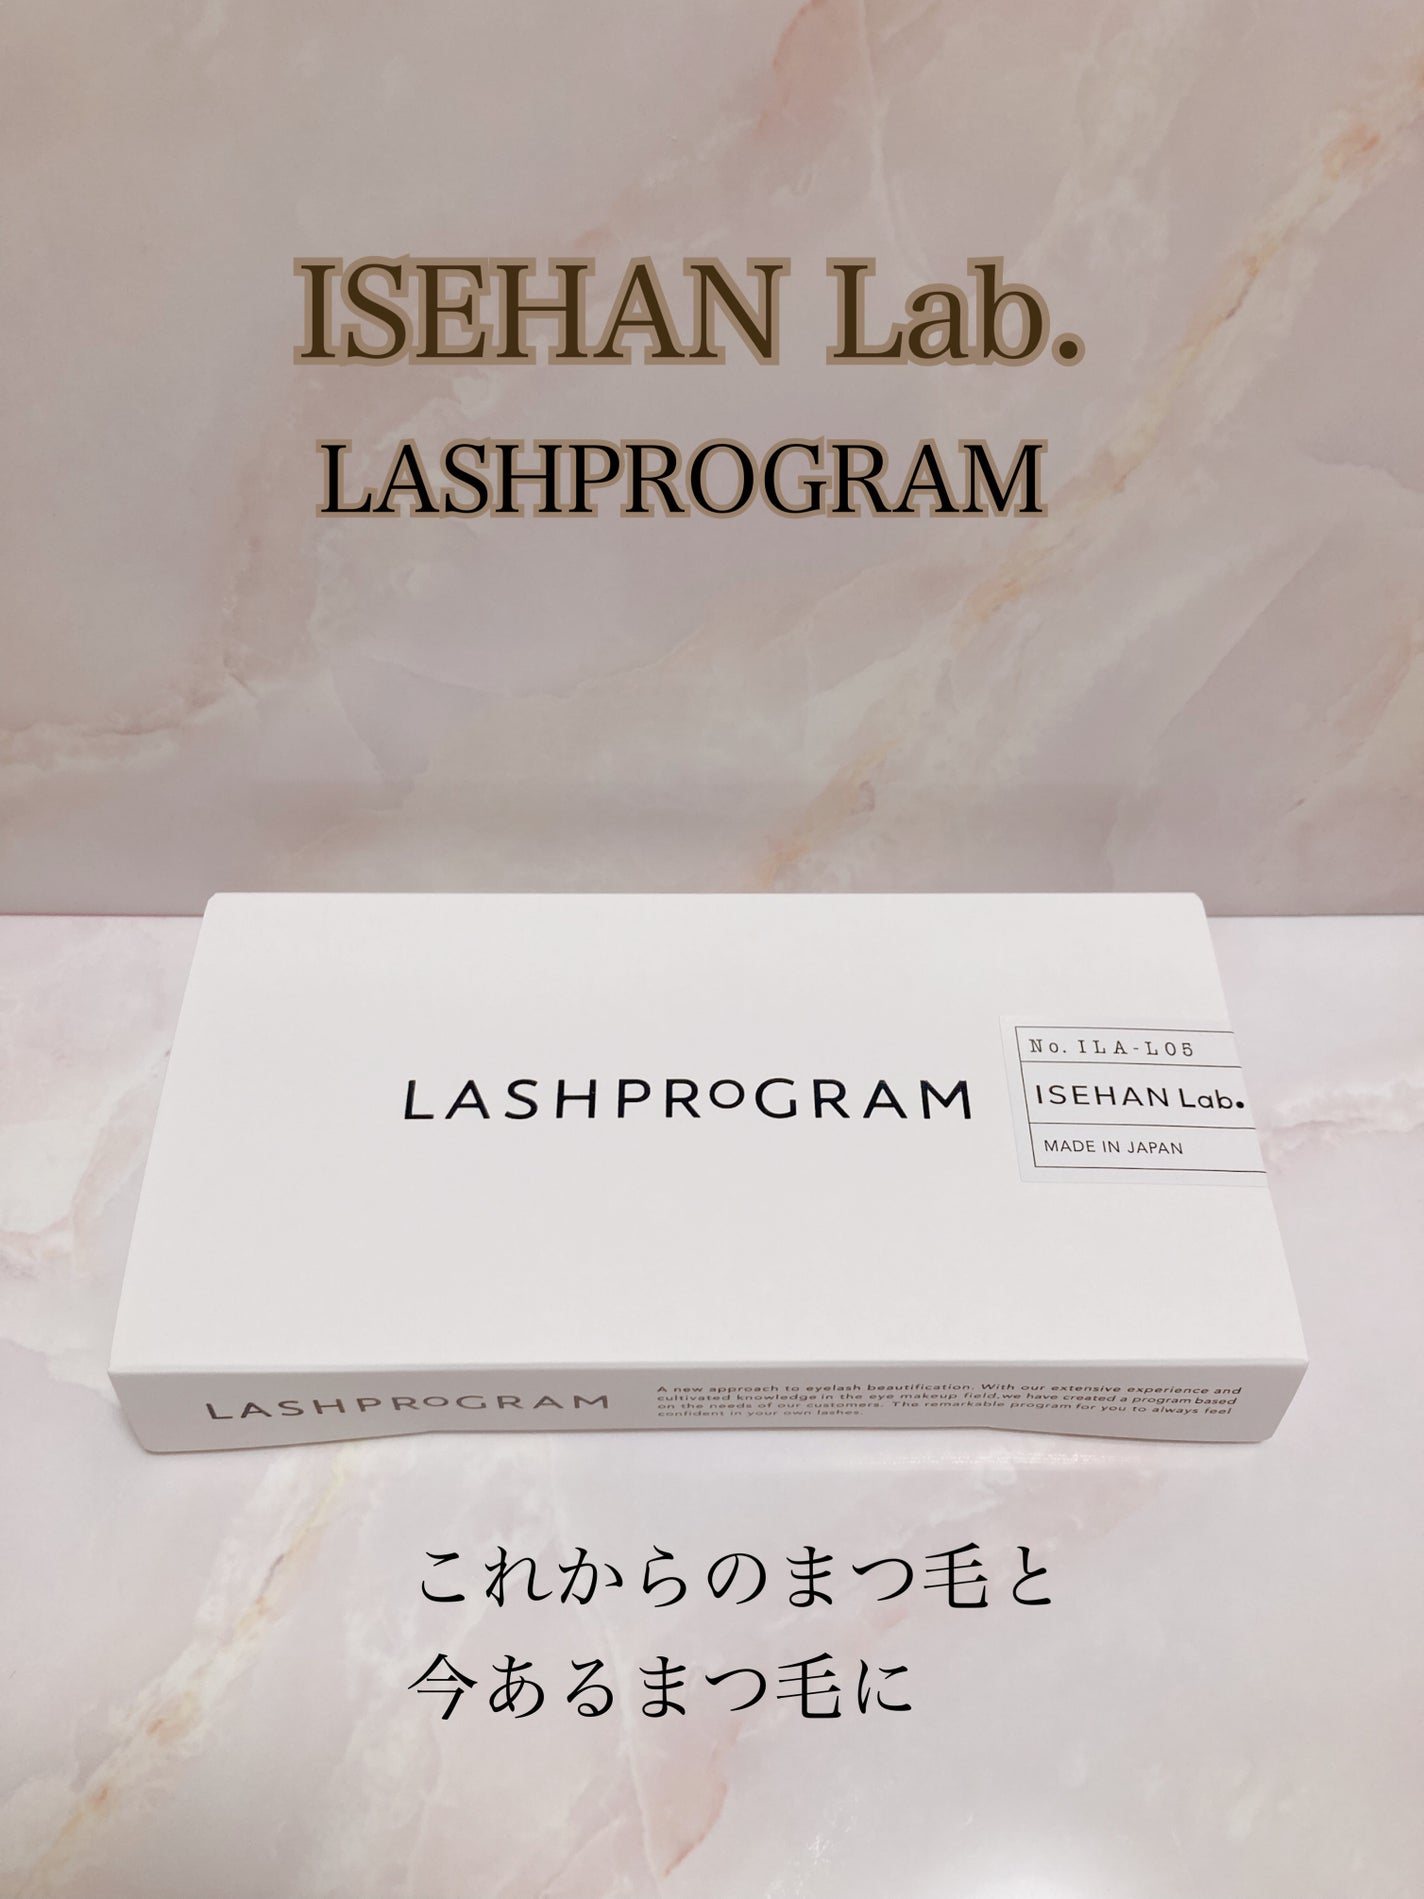 ISEHAN Lab.
LASHPROGRAM
No. ILA-L05
ISEHAN Lab.
MADE IN JAPAN
LASHPROGRAM
LASHPROGRAM
A new approach to eyelash beautification. With our extensive experience and
cultivated knowledge in the eye makeup field, we have created a program based
on the needs of our customers. The remarkable program for you to always feel
confident in your own lashes.
これからのまつ毛と
今あるまつ毛に